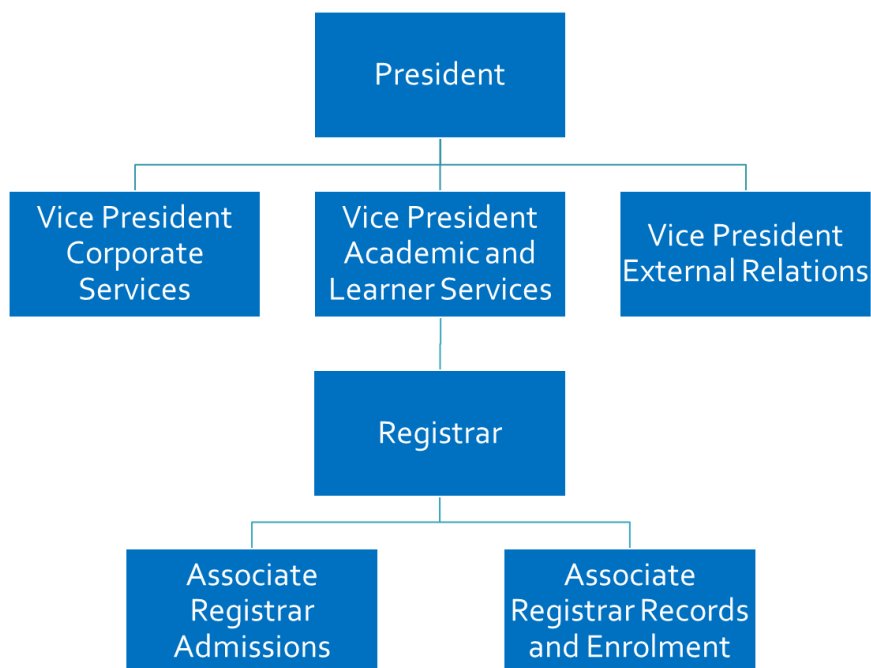 President
Vice President
Corporate
Services
Vice President
Academic and
Learner Services
Vice President
External Relations
Registrar
Associate
Registrar
Admissions
Associate
Registrar Records
and Enrolment